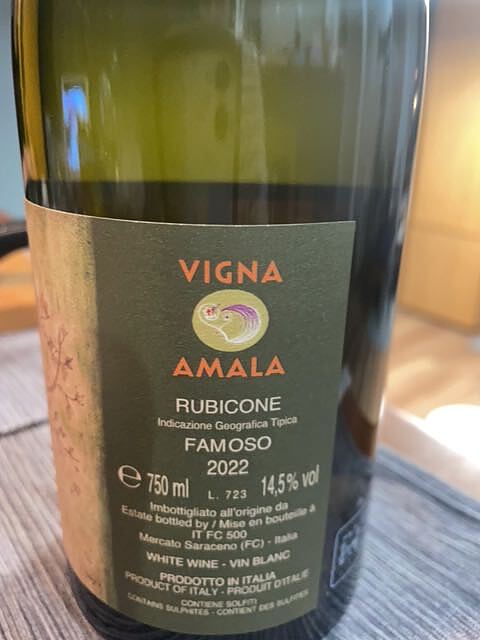 VIGNA
AMALA
RUBICONE
Indicazione Geografica Tipica
FAMOSO
2022
e 750 ml L. 723 14,5% vol
Imbottigliato all'origine da
Estate bottled by / Mise en bouteille à
IT FC 500
Mercato Saraceno (FC) - Italia
WHITE WINE - VIN BLANC
PRODOTTO IN ITALIA
PRODUCT OF ITALY - PRODUIT D'ITALIE
CONTIENE SOLFITI
CONTAINS SULPHITES - CONTIENT DES SULFITES